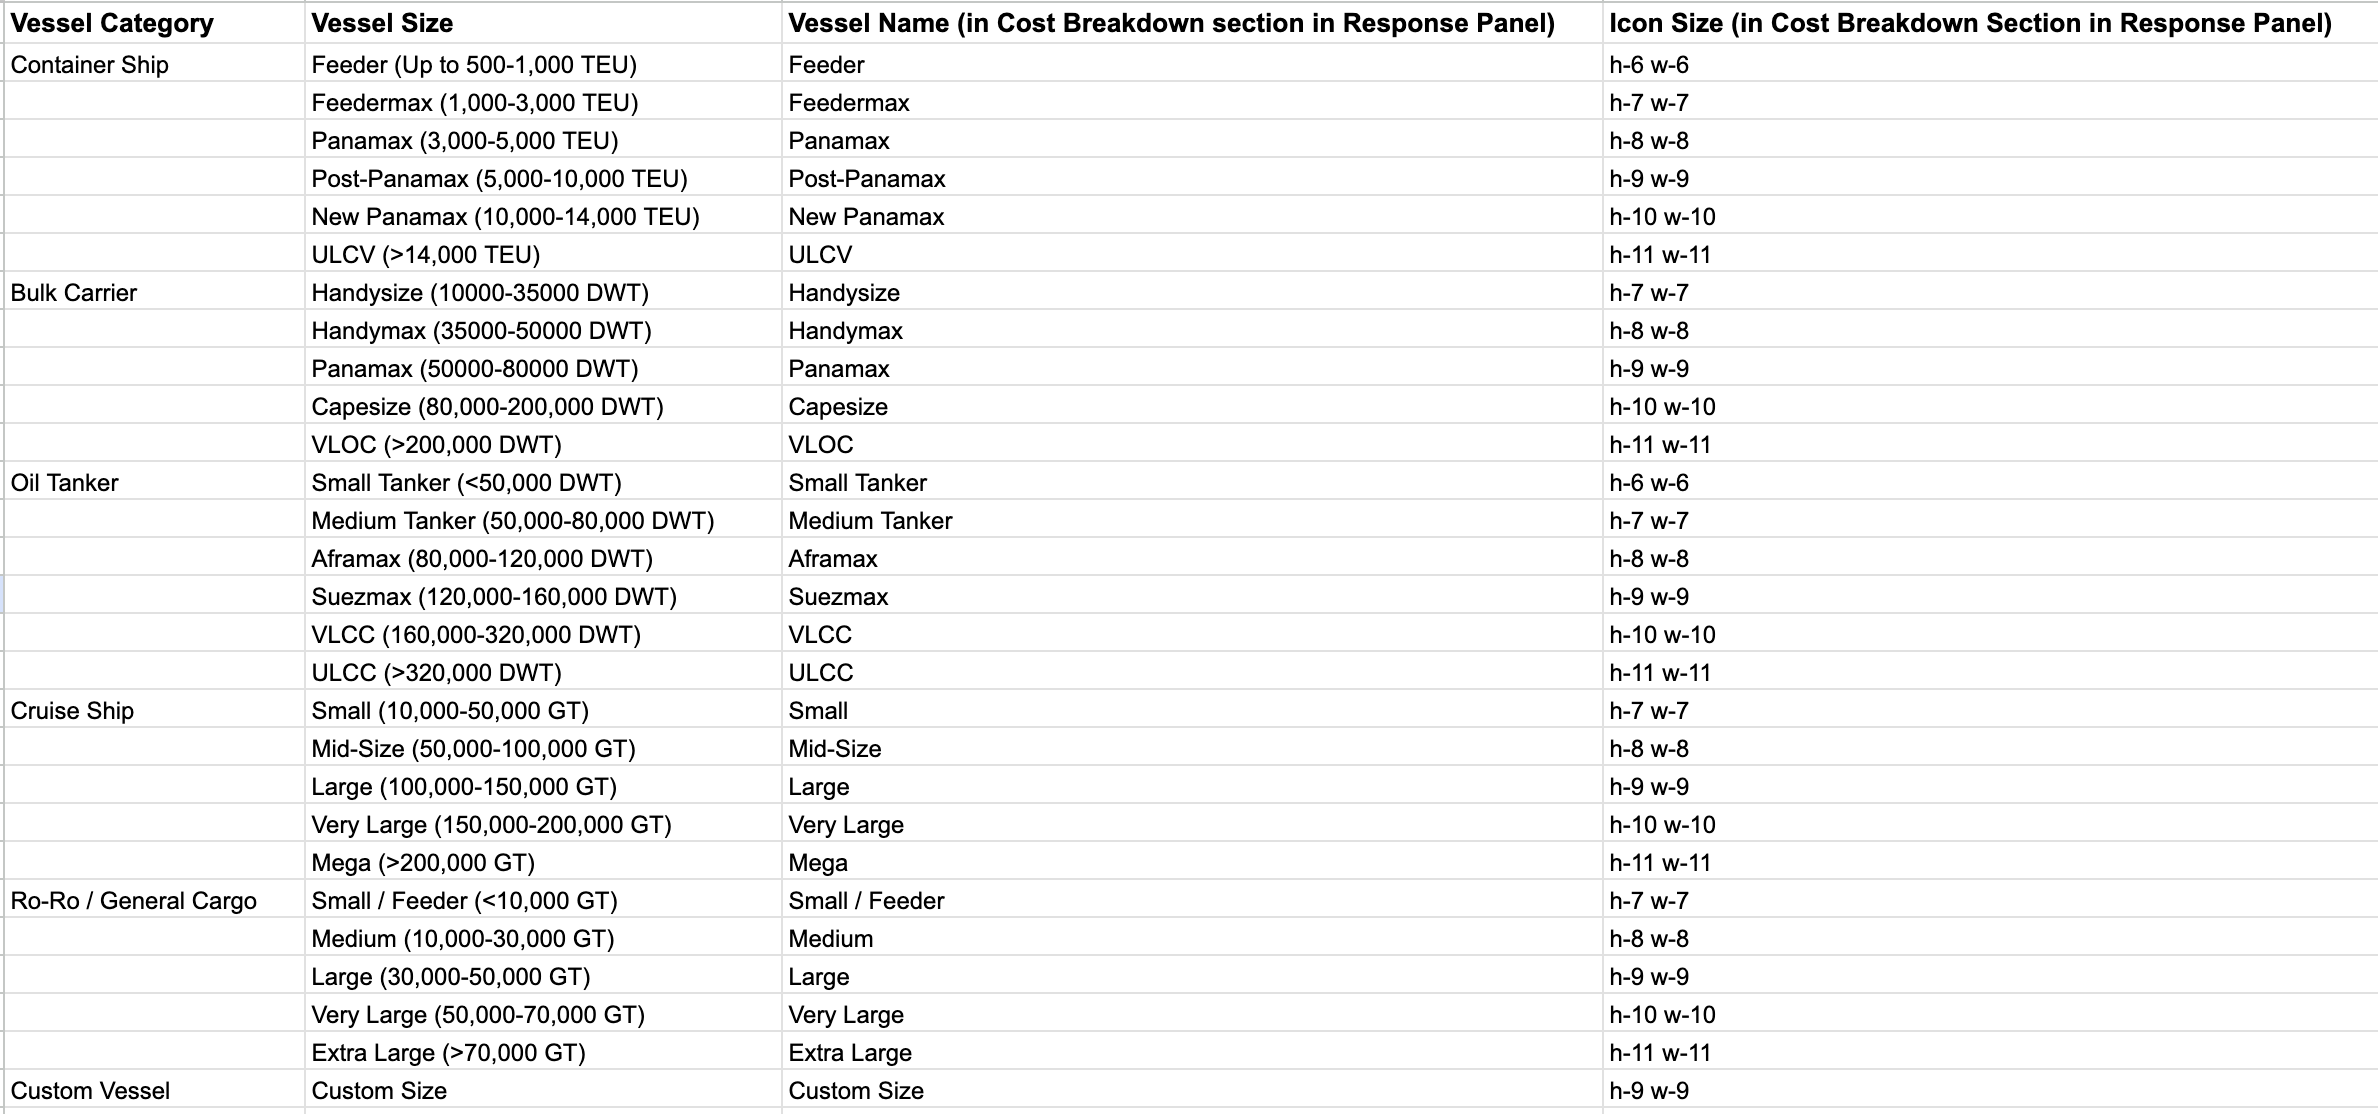 Vessel Category Vessel Size Vessel Name (in Cost Breakdown section in Response Panel) Icon Size (in Cost Breakdown Section in Response Panel)
Container Ship Feeder (Up to 500-1,000 TEU) Feeder h-6 w-6
Feedermax (1,000-3,000 TEU) Feedermax h-7 w-7
Panamax (3,000-5,000 TEU) Panamax h-8 w-8
Post-Panamax (5,000-10,000 TEU) Post-Panamax h-9 w-9
New Panamax (10,000-14,000 TEU) New Panamax h-10 w-10
ULCV (>14,000 TEU) ULCV h-11 w-11
Bulk Carrier Handysize (10000-35000 DWT) Handysize h-7 w-7
Handymax (35000-50000 DWT) Handymax h-8 w-8
Panamax (50000-80000 DWT) Panamax h-9 w-9
Capesize (80,000-200,000 DWT) Capesize h-10 w-10
VLOC (>200,000 DWT) VLOC h-11 w-11
Oil Tanker Small Tanker (<50,000 DWT) Small Tanker h-6 w-6
Medium Tanker (50,000-80,000 DWT) Medium Tanker h-7 w-7
Aframax (80,000-120,000 DWT) Aframax h-8 w-8
Suezmax (120,000-160,000 DWT) Suezmax h-9 w-9
VLCC (160,000-320,000 DWT) VLCC h-10 w-10
ULCC (>320,000 DWT) ULCC h-11 w-11
Cruise Ship Small (10,000-50,000 GT) Small h-7 w-7
Mid-Size (50,000-100,000 GT) Mid-Size h-8 w-8
Large (100,000-150,000 GT) Large h-9 w-9
Very Large (150,000-200,000 GT) Very Large h-10 w-10
Mega (>200,000 GT) Mega h-11 w-11
Ro-Ro / General Cargo Small / Feeder (<10,000 GT) Small / Feeder h-7 w-7
Medium (10,000-30,000 GT) Medium h-8 w-8
Large (30,000-50,000 GT) Large h-9 w-9
Very Large (50,000-70,000 GT) Very Large h-10 w-10
Extra Large (>70,000 GT) Extra Large h-11 w-11
Custom Vessel Custom Size Custom Size h-9 w-9